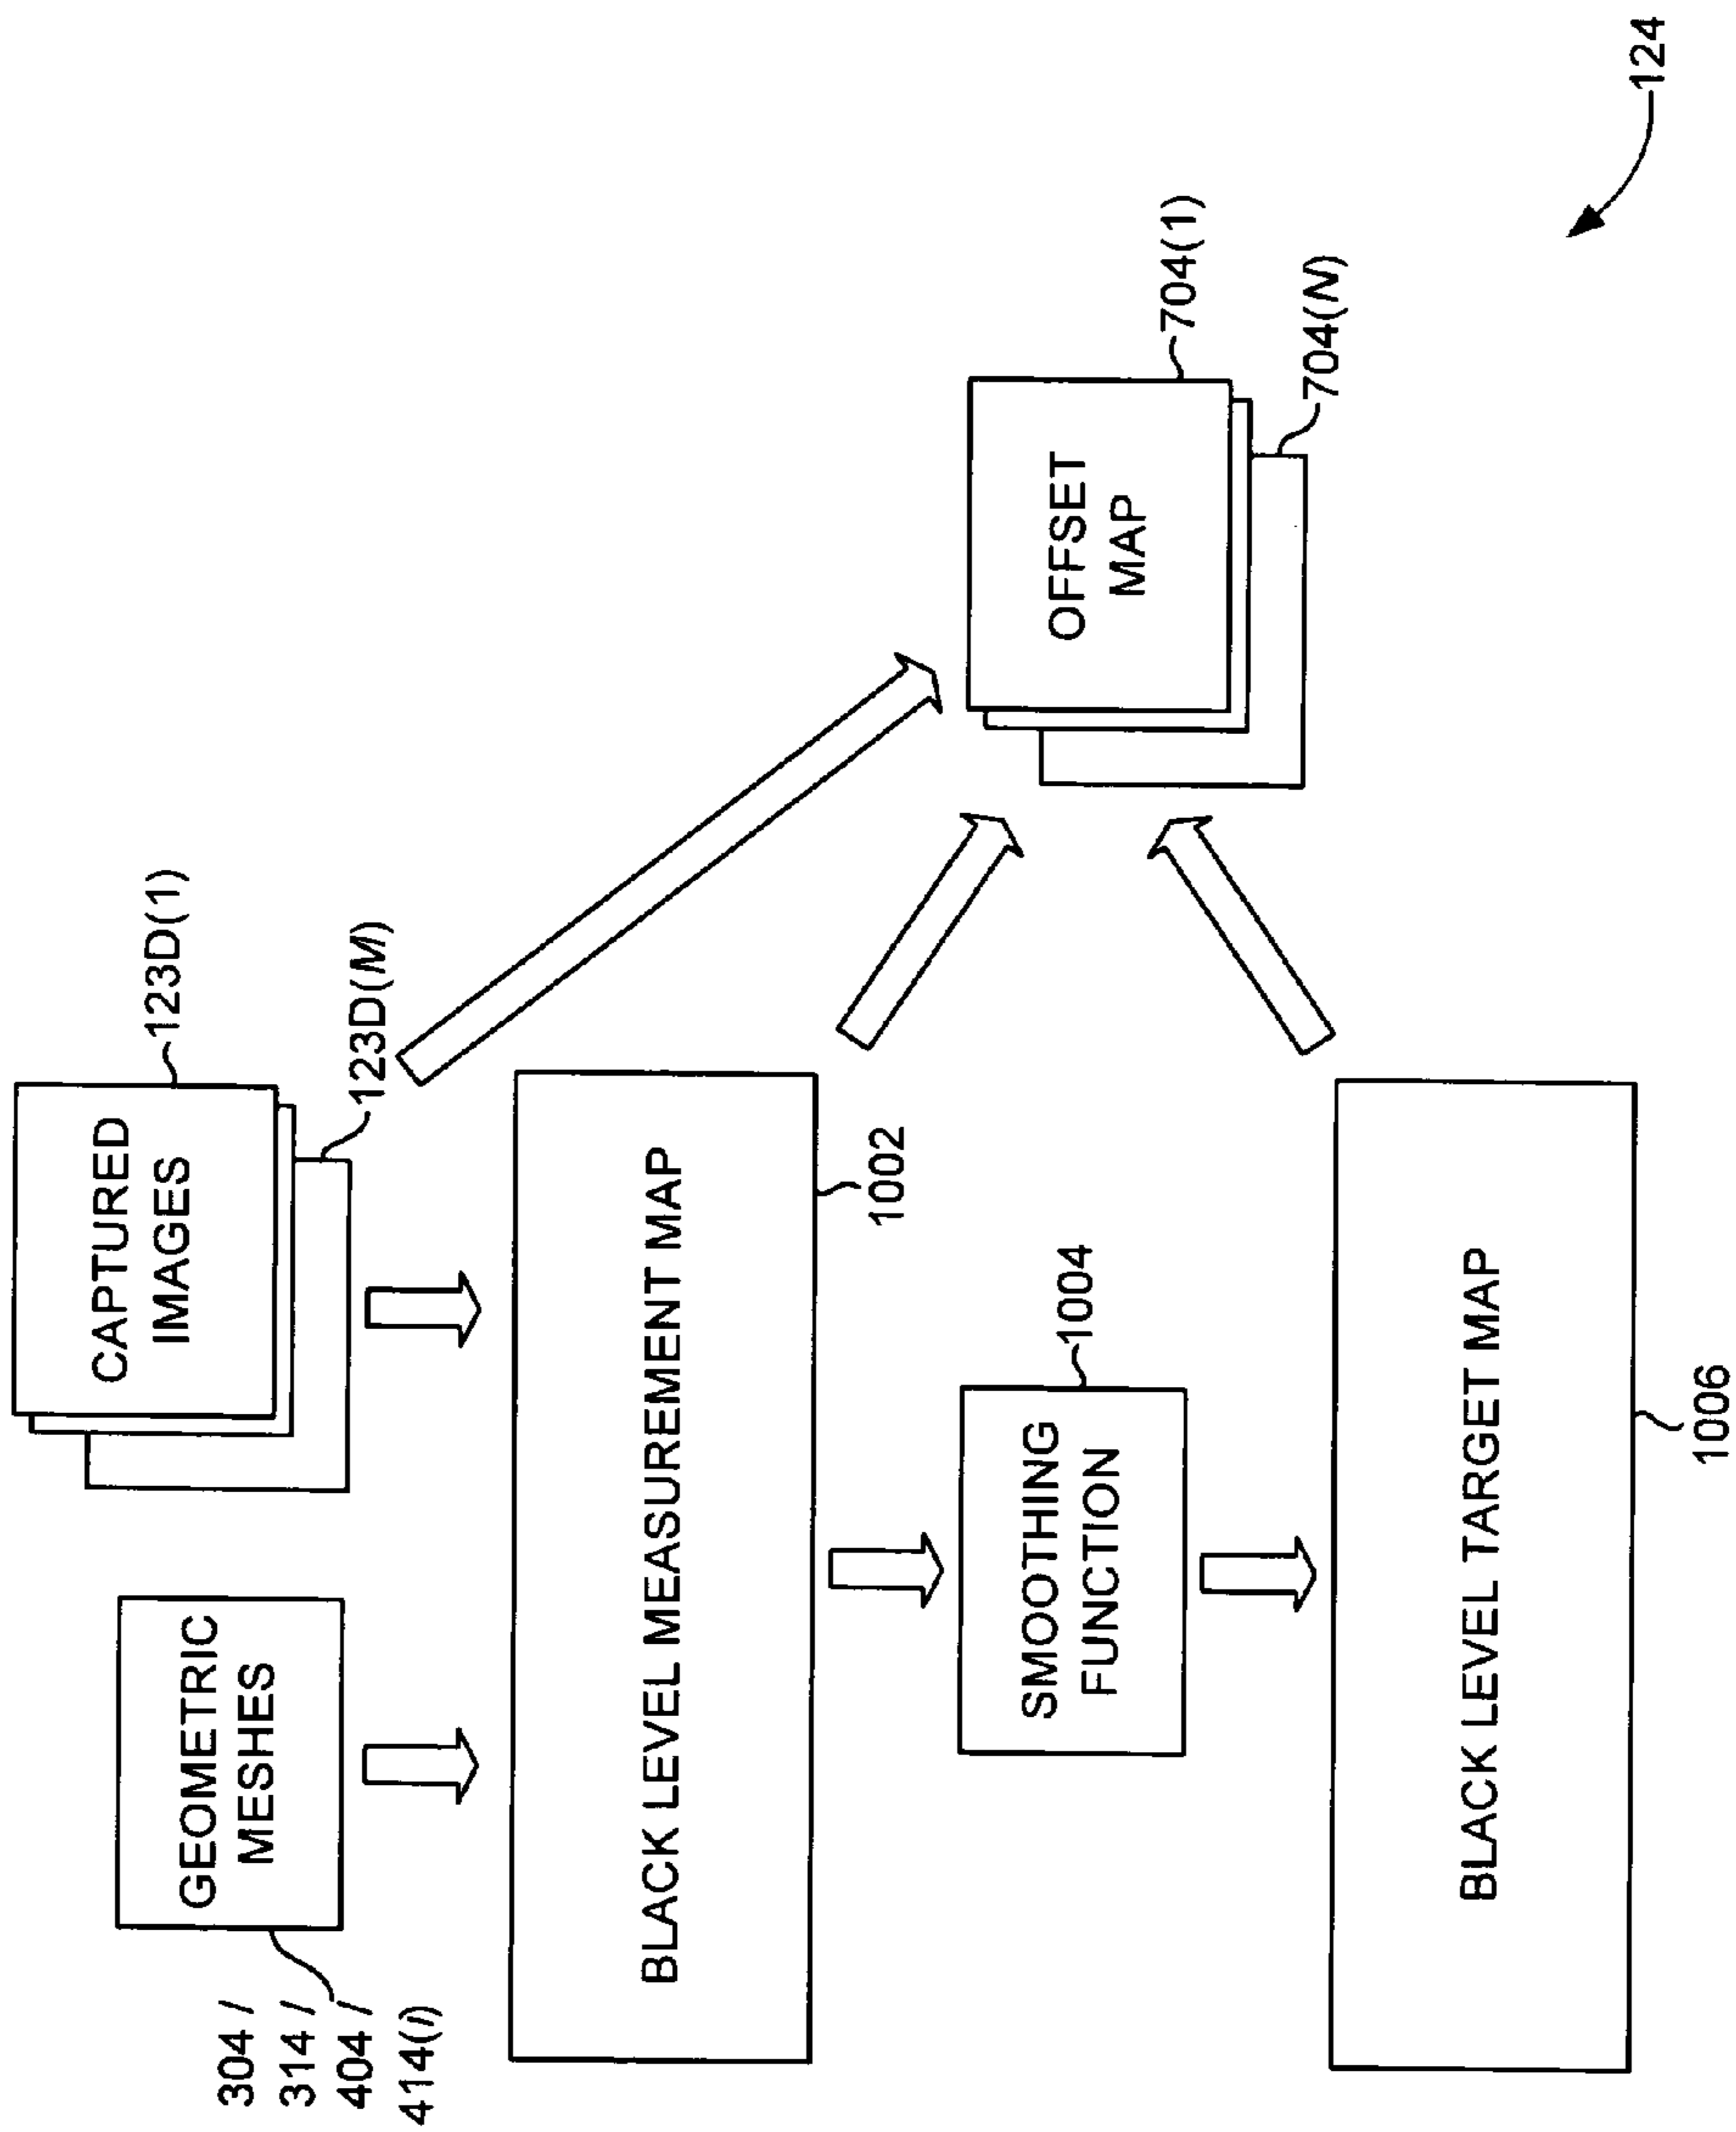 GEOMETRIC
MESHES
304 /
314 /
404 /
414(i)
CAPTURED
IMAGES
123D(1)
123D(M)
BLACK LEVEL MEASUREMENT MAP
1002
SMOOTHING
FUNCTION
1004
BLACK LEVEL TARGET MAP
1006
OFFSET
MAP
704(1)
704(N)
124